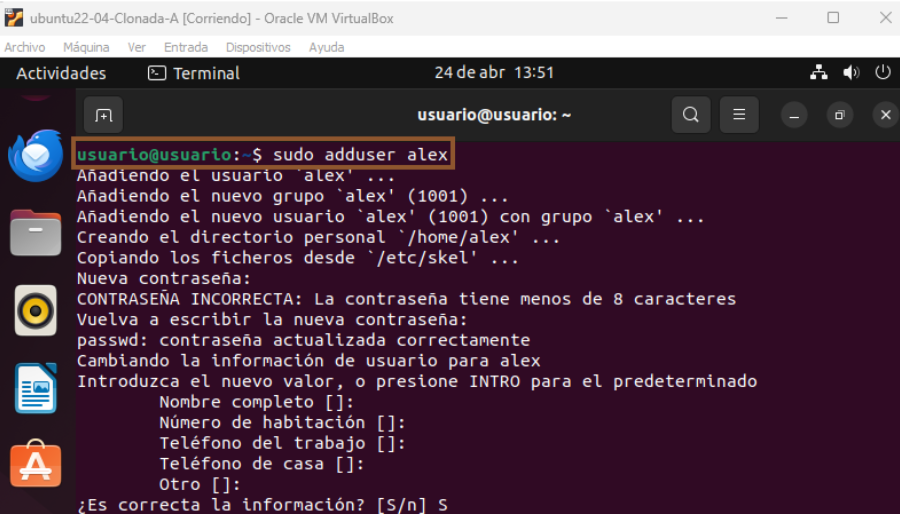 ubuntu22-04-Clonada-A [Corriendo] - Oracle VM VirtualBox
Archivo Máquina Ver Entrada Dispositivos Ayuda
Actividades Terminal 24 de abr 13:51
usuario@usuario: ~
usuario@usuario:~$ sudo adduser alex
Añadiendo el usuario `alex' ...
Añadiendo el nuevo grupo `alex' (1001) ...
Añadiendo el nuevo usuario `alex' (1001) con grupo `alex' ...
Creando el directorio personal `/home/alex' ...
Copiando los ficheros desde `/etc/skel' ...
Nueva contraseña:
CONTRASEÑA INCORRECTA: La contraseña tiene menos de 8 caracteres
Vuelva a escribir la nueva contraseña:
passwd: contraseña actualizada correctamente
Cambiando la información de usuario para alex
Introduzca el nuevo valor, o presione INTRO para el predeterminado
Nombre completo []:
Número de habitación []:
Teléfono del trabajo []:
Teléfono de casa []:
Otro []:
¿Es correcta la información? [S/n] S